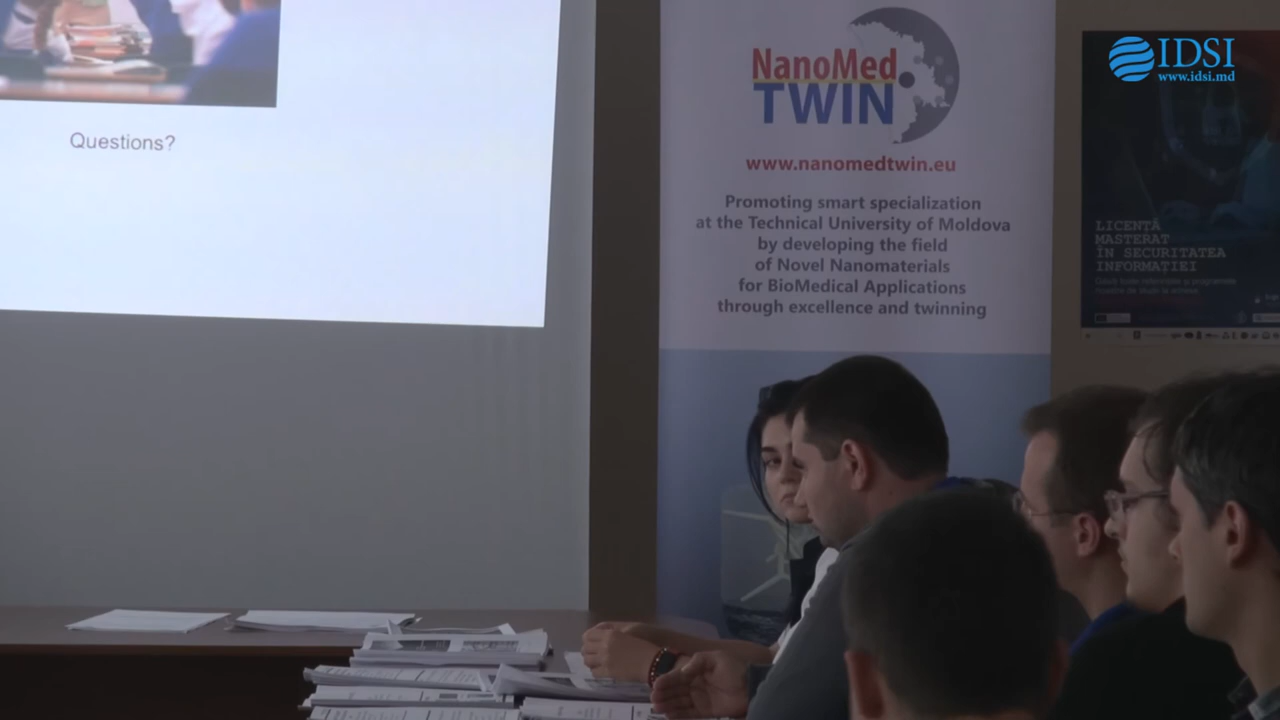 Questions?
NanoMed
TWIN
www.nanomedtwin.eu
Promoting smart specialization
at the Technical University of Moldova
by developing the field
of Novel Nanomaterials
for BioMedical Applications
through excellence and twinning
IDSI
www.idsi.md
LICENȚĂ
MASTERAT
ÎN SECURITATEA
INFORMAȚIEI